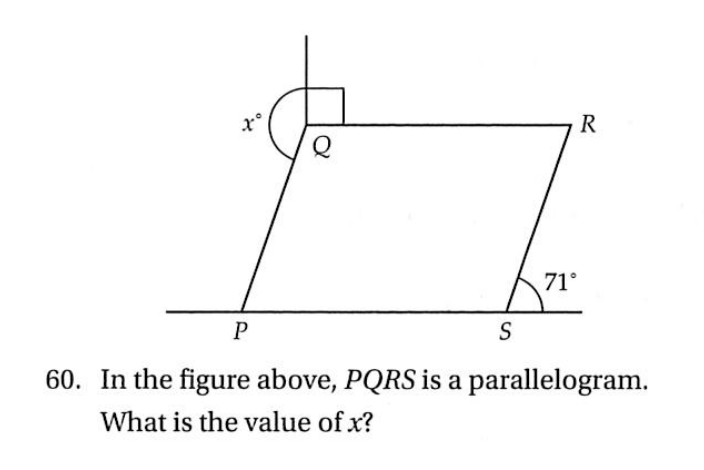 x°
R
Q
71°
P
S
60. In the figure above, PQRS is a parallelogram.
What is the value of x?